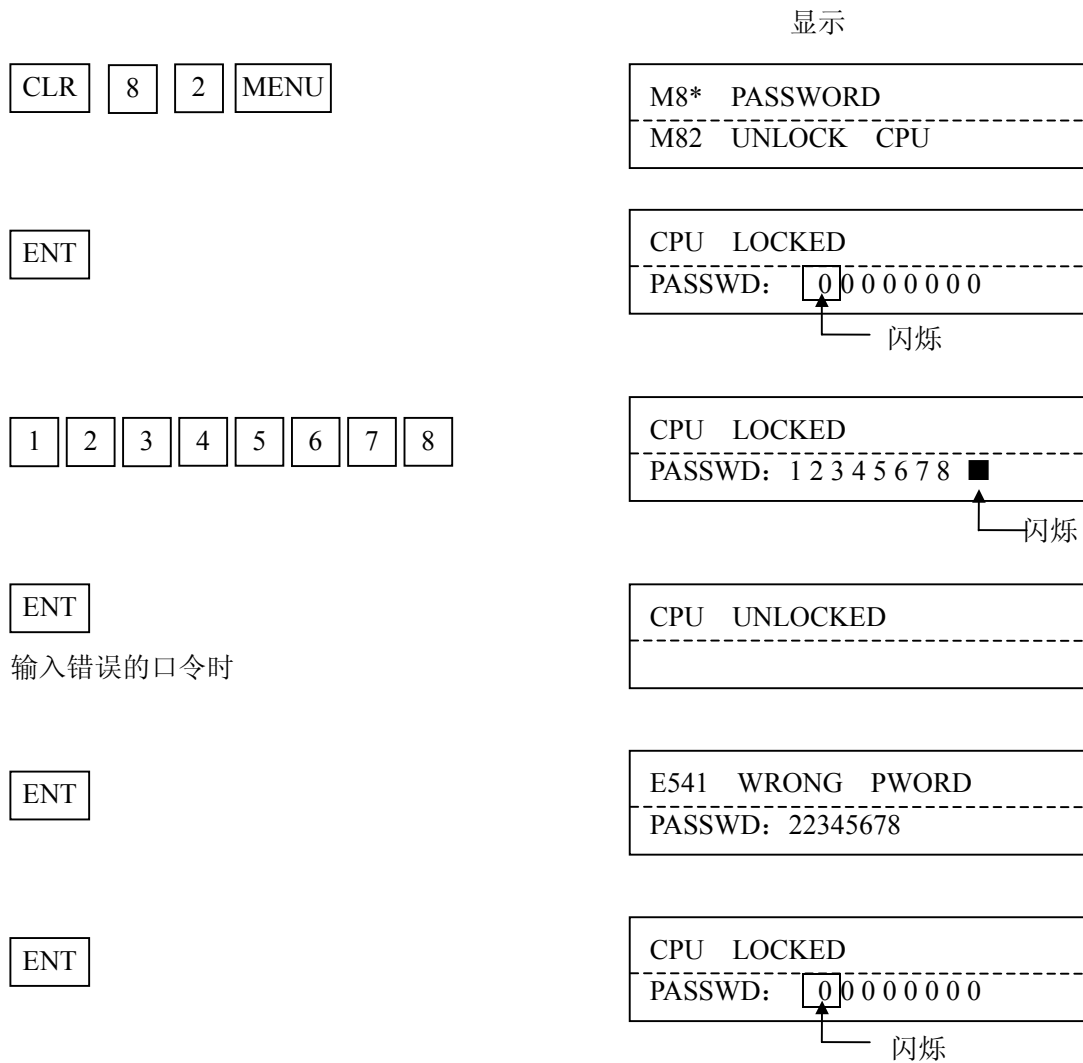 显示
CLR 8 2 MENU
M8* PASSWORD
M82 UNLOCK CPU
ENT
CPU LOCKED
PASSWD： 0 0 0 0 0 0 0 0
闪烁
1 2 3 4 5 6 7 8
CPU LOCKED
PASSWD：1 2 3 4 5 6 7 8 ■
闪烁
ENT
CPU UNLOCKED
输入错误的口令时
ENT
E541 WRONG PWORD
PASSWD：22345678
ENT
CPU LOCKED
PASSWD： 0 0 0 0 0 0 0 0
闪烁